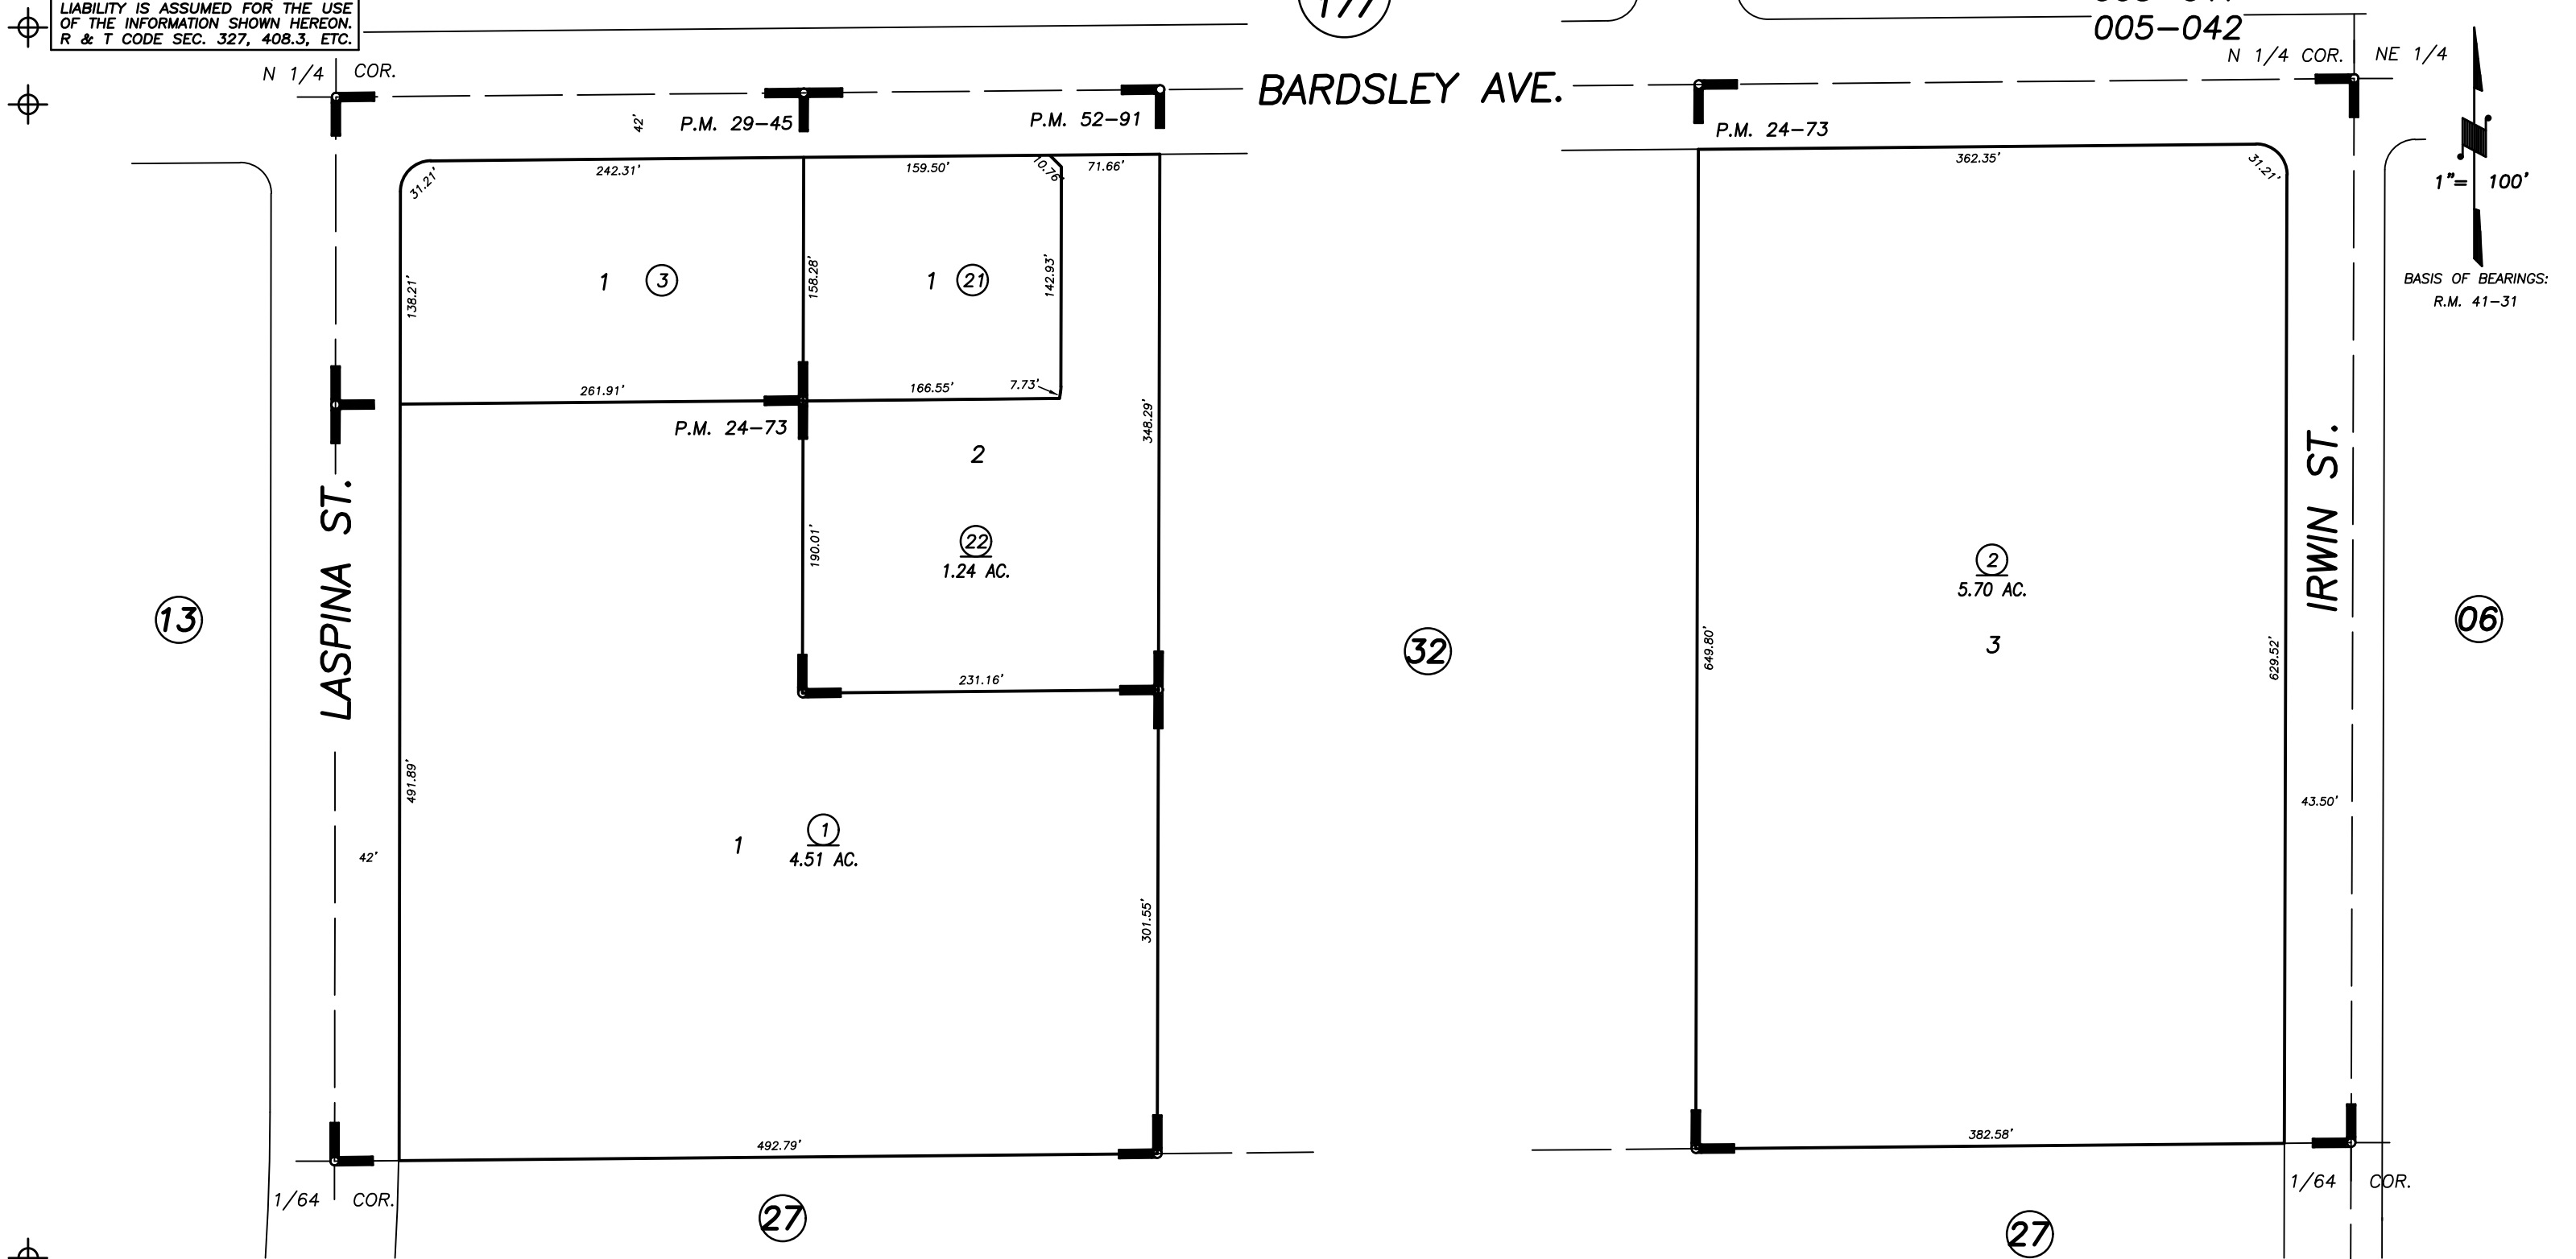 LIABILITY IS ASSUMED FOR THE USE
OF THE INFORMATION SHOWN HEREON.
R & T CODE SEC. 327, 408.3, ETC.
177
005-042
N 1/4 COR.
N 1/4 COR. NE 1/4
BARDSLEY AVE.
42'
P.M. 29-45
P.M. 52-91
P.M. 24-73
1"= 100'
BASIS OF BEARINGS:
R.M. 41-31
31.21'
242.31'
159.50'
10.76'
71.66'
362.35'
31.21'
138.21'
1 3
158.28'
1 21
142.93'
261.91'
166.55'
7.73'
P.M. 24-73
348.29'
2
190.01'
22
1.24 AC.
231.16'
LASPINA ST.
IRWIN ST.
13
32
06
2
5.70 AC.
3
649.80'
629.52'
491.89'
1 1
4.51 AC.
42'
43.50'
301.55'
492.79'
382.58'
1/64 COR.
1/64 COR.
27
27